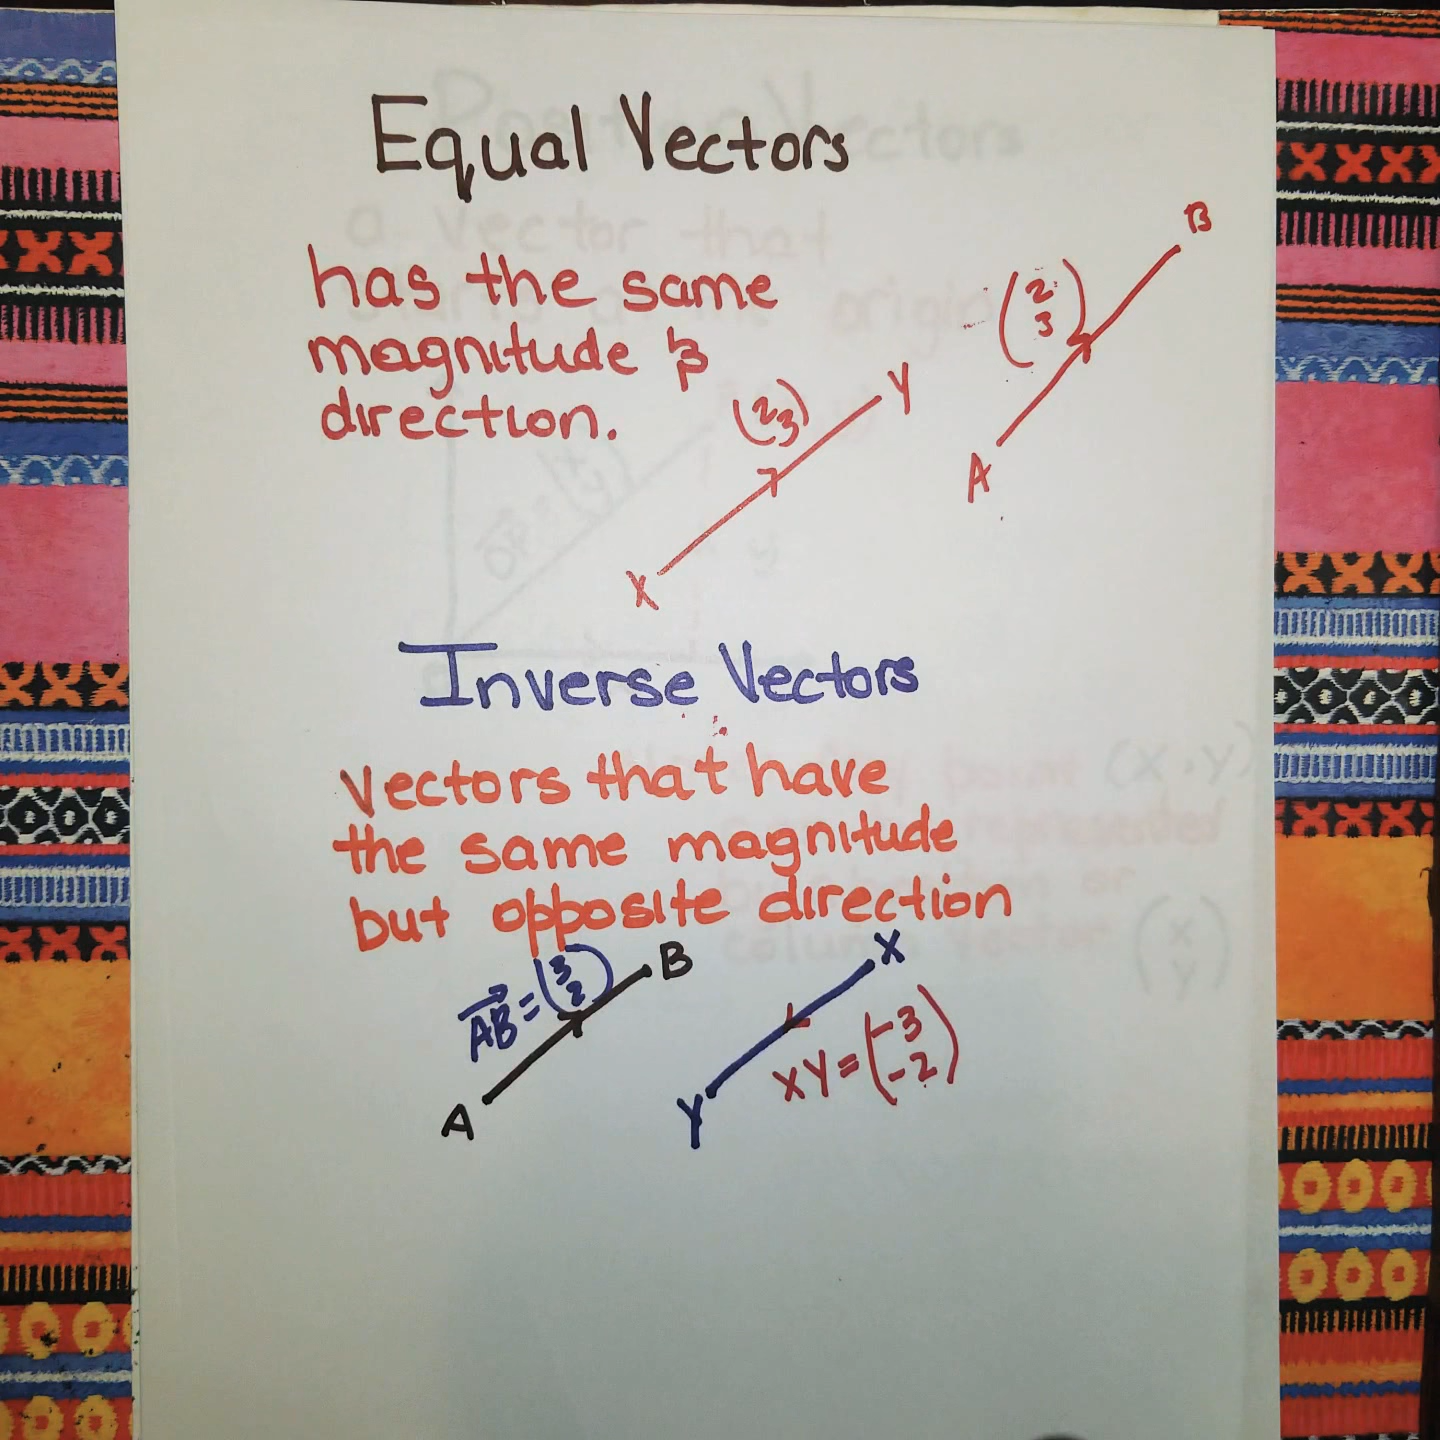 Equal Vectors
has the same
magnitude &
direction.
B
(2
3)
A
Y
(2
3)
X
Inverse Vectors
Vectors that have
the same magnitude
but opposite direction
AB = (3
2)
B
A
X
XY = (-3
-2)
Y